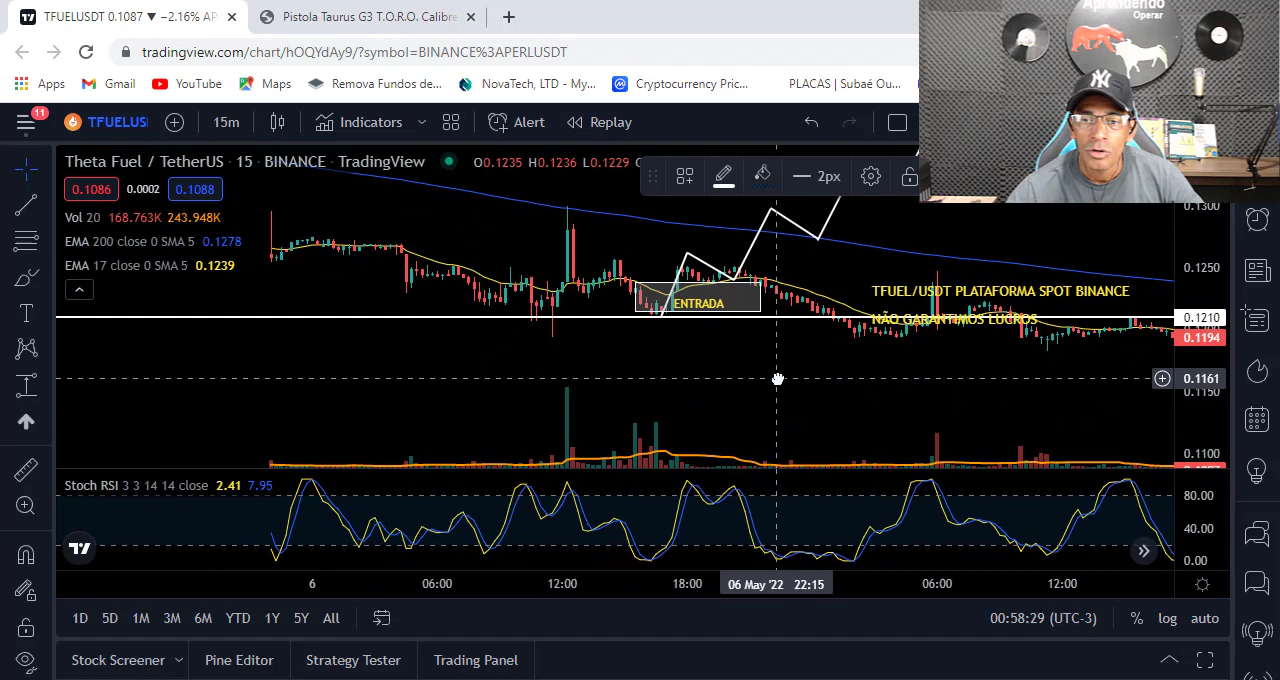 TFUELUSDT 0.1087 ▼ −2.16% AP
Pistola Taurus G3 T.O.R.O. Calibre
tradingview.com/chart/hOQYdAy9/?symbol=BINANCE%3APERLUSDT
Apps
Gmail
YouTube
Maps
Remova Fundos de...
NovaTech, LTD - My...
Cryptocurrency Pric...
PLACAS | Subaé Ou...
Aprendendo
Operar
11
TFUELUS
15m
Indicators
Alert
Replay
Theta Fuel / TetherUS · 15 · BINANCE · TradingView
O0.1235 H0.1236 L0.1229
2px
0.1086
0.0002
0.1088
Vol 20 168.763K 243.948K
EMA 200 close 0 SMA 5 0.1278
EMA 17 close 0 SMA 5 0.1239
0.1300
0.1250
ENTRADA
TFUEL/USDT PLATAFORMA SPOT BINANCE
NÃO GARANTIMOS LUCROS
0.1210
0.1194
0.1161
0.1150
0.1100
Stoch RSI 3 3 14 14 close 2.41 7.95
80.00
40.00
0.00
6
06:00
12:00
18:00
06 May '22 22:15
06:00
12:00
1D
5D
1M
3M
6M
YTD
1Y
5Y
All
00:58:29 (UTC-3)
%
log
auto
Stock Screener
Pine Editor
Strategy Tester
Trading Panel